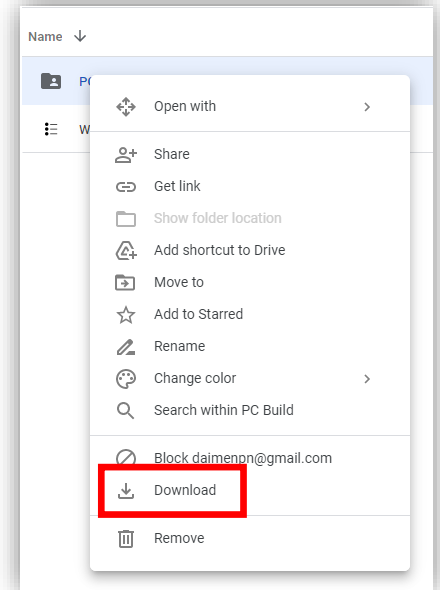 Name
PC
Open with
W
Share
Get link
Show folder location
Add shortcut to Drive
Move to
Add to Starred
Rename
Change color
Search within PC Build
Block daimenpn@gmail.com
Download
Remove